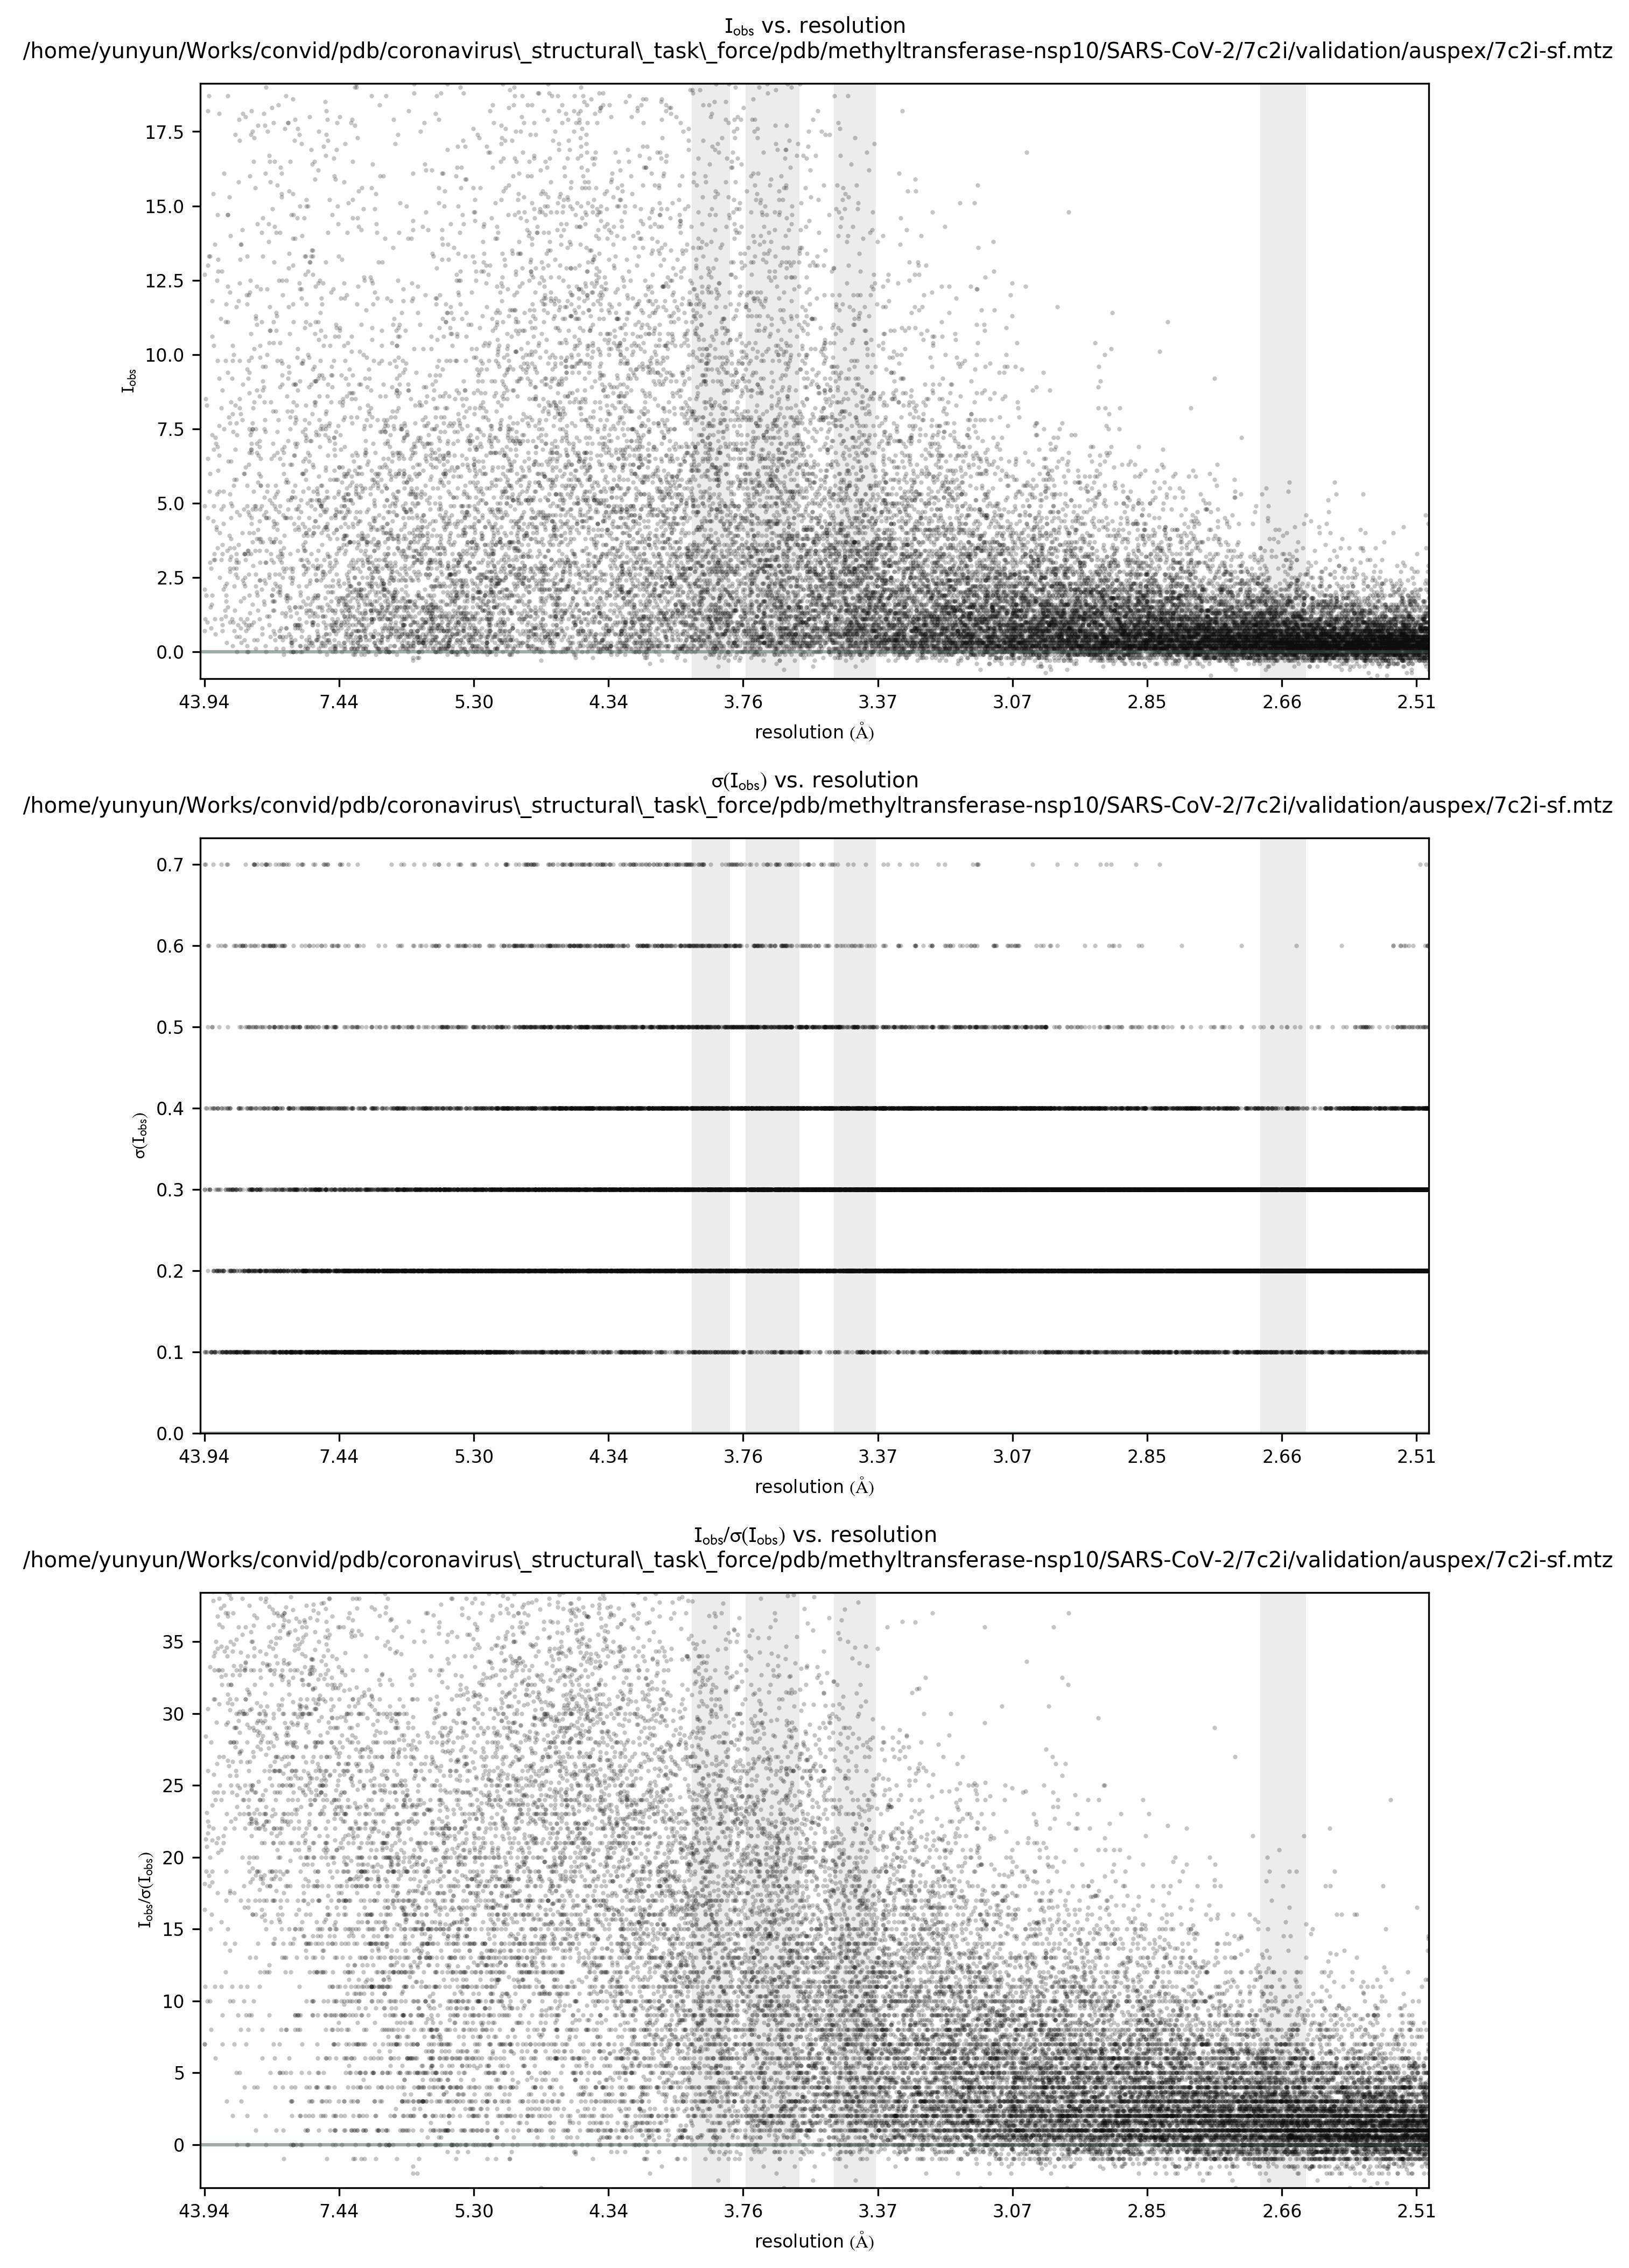 Iobs vs. resolution
/home/yunyun/Works/convid/pdb/coronavirus\_structural\_task\_force/pdb/methyltransferase-nsp10/SARS-CoV-2/7c2i/validation/auspex/7c2i-sf.mtz
17.5
15.0
12.5
10.0
7.5
5.0
2.5
0.0
Iobs
43.94 7.44 5.30 4.34 3.76 3.37 3.07 2.85 2.66 2.51
resolution (Å)
σ(Iobs) vs. resolution
/home/yunyun/Works/convid/pdb/coronavirus\_structural\_task\_force/pdb/methyltransferase-nsp10/SARS-CoV-2/7c2i/validation/auspex/7c2i-sf.mtz
0.7
0.6
0.5
0.4
0.3
0.2
0.1
0.0
σ(Iobs)
43.94 7.44 5.30 4.34 3.76 3.37 3.07 2.85 2.66 2.51
resolution (Å)
Iobs/σ(Iobs) vs. resolution
/home/yunyun/Works/convid/pdb/coronavirus\_structural\_task\_force/pdb/methyltransferase-nsp10/SARS-CoV-2/7c2i/validation/auspex/7c2i-sf.mtz
35
30
25
20
15
10
5
0
Iobs/σ(Iobs)
43.94 7.44 5.30 4.34 3.76 3.37 3.07 2.85 2.66 2.51
resolution (Å)